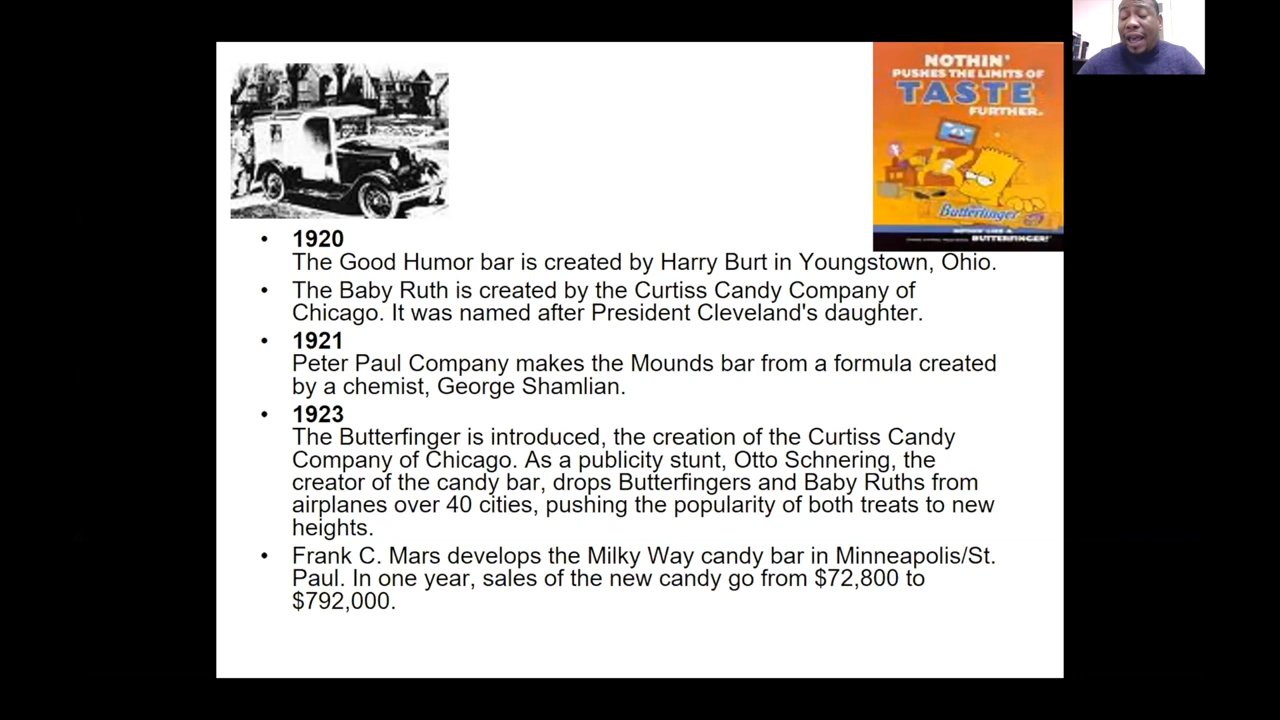 NOTHIN'
PUSHES THE LIMITS OF
TASTE
FURTHER.
Butterfinger
BUTTERFINGER!
• 1920
The Good Humor bar is created by Harry Burt in Youngstown, Ohio.
• The Baby Ruth is created by the Curtiss Candy Company of
Chicago. It was named after President Cleveland's daughter.
• 1921
Peter Paul Company makes the Mounds bar from a formula created
by a chemist, George Shamlian.
• 1923
The Butterfinger is introduced, the creation of the Curtiss Candy
Company of Chicago. As a publicity stunt, Otto Schnering, the
creator of the candy bar, drops Butterfingers and Baby Ruths from
airplanes over 40 cities, pushing the popularity of both treats to new
heights.
• Frank C. Mars develops the Milky Way candy bar in Minneapolis/St.
Paul. In one year, sales of the new candy go from $72,800 to
$792,000.